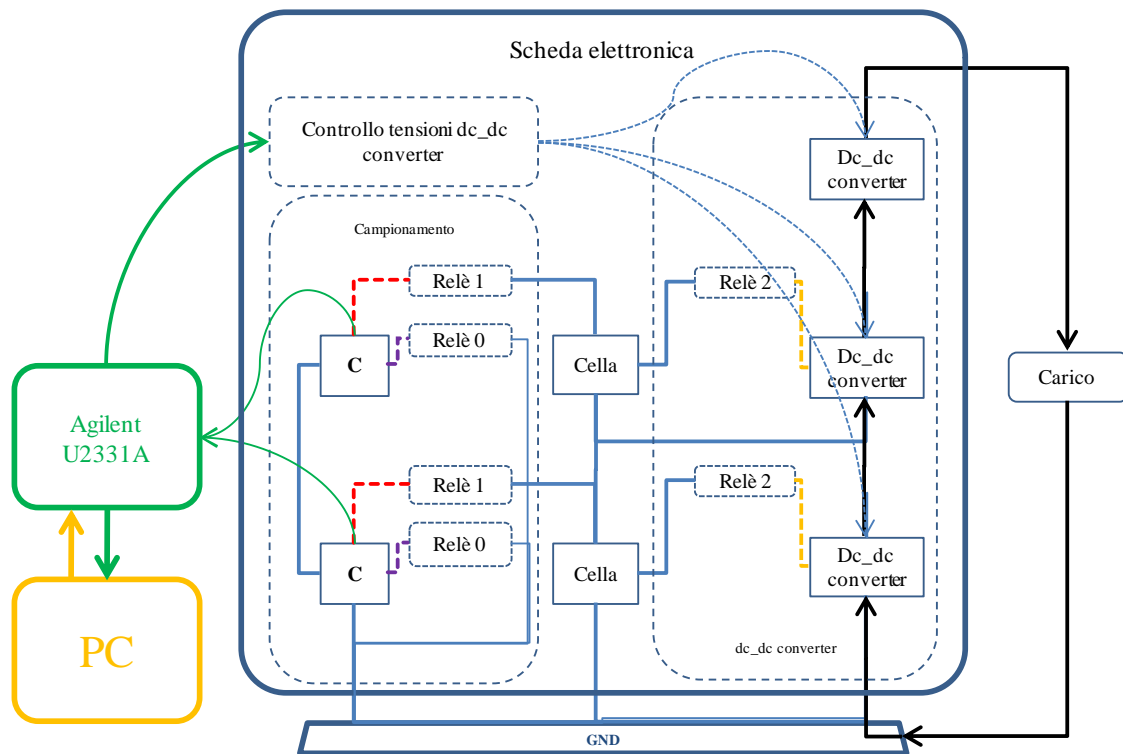 Scheda elettronica
Controllo tensioni dc_dc
converter
Dc_dc
converter
Campionamento
Relè 1
Relè 2
Relè 0
C
Cella
Dc_dc
converter
Carico
Agilent
U2331A
Relè 1
Relè 2
Relè 0
C
Cella
Dc_dc
converter
PC
dc_dc converter
GND